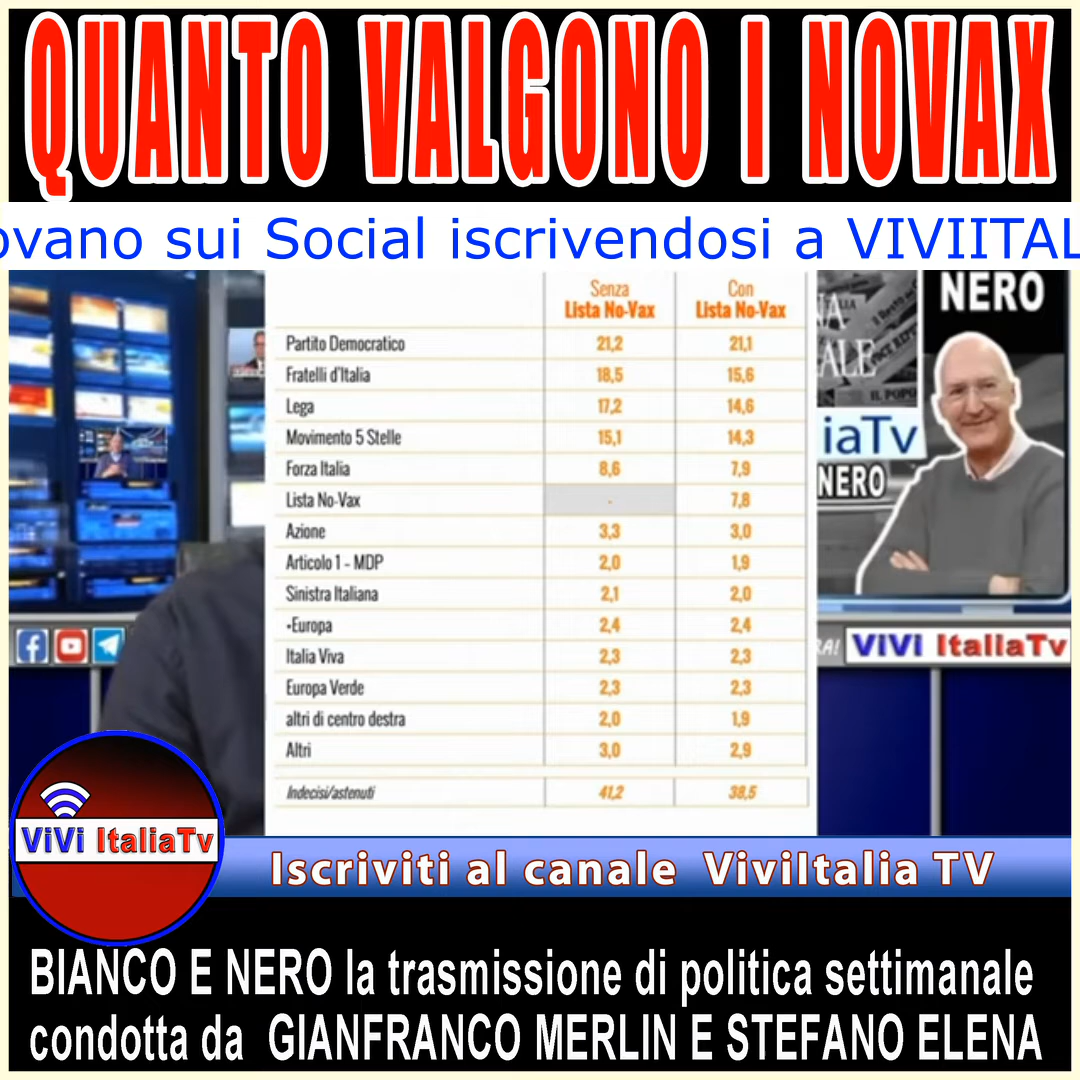 QUANTO VALGONO I NOVAX
ovano sui Social iscrivendosi a VIVIITAL
Senza Lista No-Vax
Con Lista No-Vax
Partito Democratico 21,2 21,1
Fratelli d'Italia 18,5 15,6
Lega 17,2 14,6
Movimento 5 Stelle 15,1 14,3
Forza Italia 8,6 7,9
Lista No-Vax - 7,8
Azione 3,3 3,0
Articolo 1 - MDP 2,0 1,9
Sinistra Italiana 2,1 2,0
+Europa 2,4 2,4
Italia Viva 2,3 2,3
Europa Verde 2,3 2,3
altri di centro destra 2,0 1,9
Altri 3,0 2,9
Indecisi/astenuti 41,2 38,5
NERO
NA
ALE
iaTv
NERO
RA! ViVi ItaliaTv
ViVi ItaliaTv
Iscriviti al canale ViviItalia TV
BIANCO E NERO la trasmissione di politica settimanale
condotta da GIANFRANCO MERLIN E STEFANO ELENA